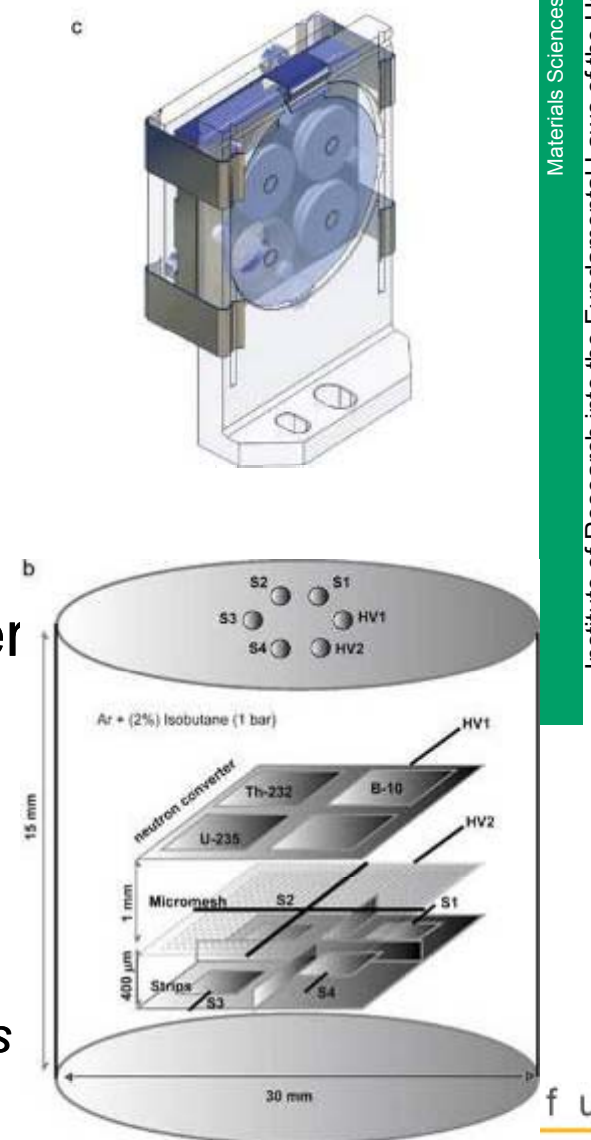 c
Materials Sciences
b
S2
S1
S3
HV1
S4
HV2
er
Ar + (2%) Isobutane (1 bar)
HV1
neutron converter
Th-232
B-10
U-235
HV2
15 mm
1 mm
Micromesh
S2
S1
400 µm
Strips
S3
S4
s
30 mm
f u